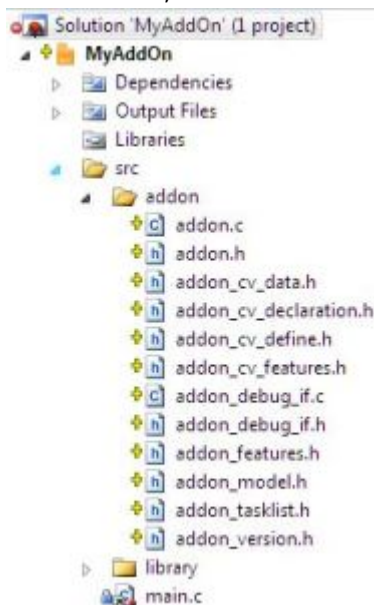 Solution 'MyAddOn' (1 project)
MyAddOn
Dependencies
Output Files
Libraries
src
addon
c addon.c
h addon.h
h addon_cv_data.h
h addon_cv_declaration.h
h addon_cv_define.h
h addon_cv_features.h
c addon_debug_if.c
h addon_debug_if.h
h addon_features.h
h addon_model.h
h addon_tasklist.h
h addon_version.h
library
c main.c